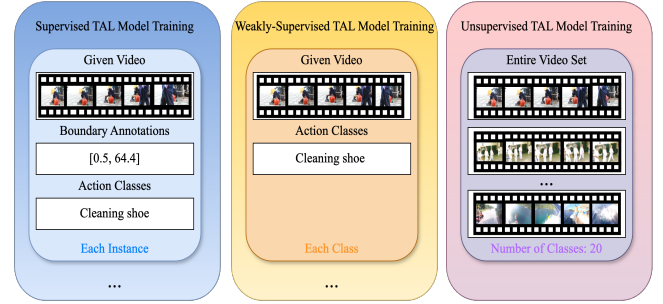 Supervised TAL Model Training
Given Video
Boundary Annotations
[0.5, 64.4]
Action Classes
Cleaning shoe
Each Instance
...
Weakly-Supervised TAL Model Training
Given Video
Action Classes
Cleaning shoe
Each Class
...
Unsupervised TAL Model Training
Entire Video Set
...
Number of Classes: 20